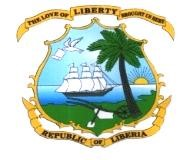 THE LOVE OF LIBERTY BROUGHT US HERE
REPUBLIC OF LIBERIA